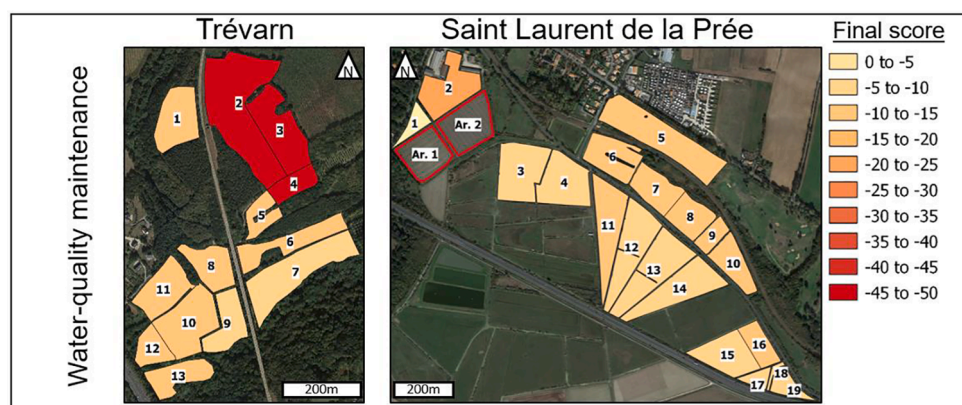 Trévarn
Saint Laurent de la Prée
Final score
Water-quality maintenance
N
1
2
3
4
5
6
7
8
9
10
11
12
13
200m
N
1
2
Ar. 1
Ar. 2
3
4
5
6
7
8
9
10
11
12
13
14
15
16
17
18
19
200m
0 to -5
-5 to -10
-10 to -15
-15 to -20
-20 to -25
-25 to -30
-30 to -35
-35 to -40
-40 to -45
-45 to -50